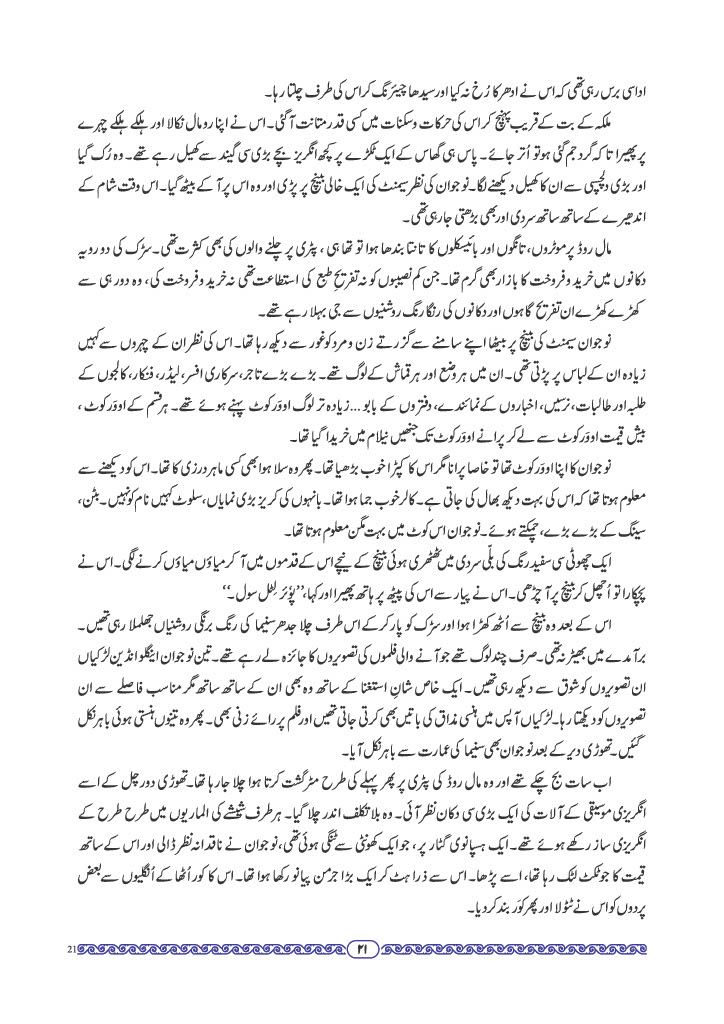 اداسی برس رہی تھی کہ اس نے ادھر کا رُخ نہ کیا اور سیدھا چیئرنگ کراس کی طرف چلتا رہا۔
ملکہ کے بت کے قریب پہنچ کر اس کی حرکات و سکنات میں کسی قدر متانت آ گئی۔ اس نے اپنا رومال نکالا اور ہلکے ہلکے چہرے
پر پھیرا تا کہ گرد جم گئی ہو تو اُتر جائے۔ پاس ہی گھاس کے ایک ٹکڑے پر کچھ انگریز بچے بڑی سی گیند سے کھیل رہے تھے۔ وہ رُک گیا
اور بڑی دلچسپی سے ان کا کھیل دیکھنے لگا۔ نوجوان کی نظر سیمنٹ کی ایک خالی بینچ پر پڑی اور وہ اس پر آ کے بیٹھ گیا۔ اس وقت شام کے
اندھیرے کے ساتھ ساتھ سردی اور بھی بڑھتی جا رہی تھی۔
مال روڈ پر موٹروں، تانگوں اور بائیسکلوں کا تانتا بندھا ہوا تو تھا ہی ، پٹری پر چلنے والوں کی بھی کثرت تھی۔ سڑک کی دو رویہ
دکانوں میں خرید و فروخت کا بازار بھی گرم تھا۔ جن کم نصیبوں کو نہ تفریحِ طبع کی استطاعت تھی نہ خرید و فروخت کی، وہ دور ہی سے
کھڑے کھڑے ان تفریح گاہوں اور دکانوں کی رنگا رنگ روشنیوں سے جی بہلا رہے تھے۔
نوجوان سیمنٹ کی بینچ پر بیٹھا اپنے سامنے سے گزرتے زن و مرد کو غور سے دیکھ رہا تھا۔ اس کی نظر ان کے چہروں سے کہیں
زیادہ ان کے لباس پر پڑتی تھی۔ ان میں ہر وضع اور ہر قماش کے لوگ تھے۔ بڑے بڑے تاجر، سرکاری افسر، لیڈر، فنکار، کالجوں کے
طلبہ اور طالبات، نرسیں، اخباروں کے نمائندے، دفتروں کے بابو ... زیادہ تر لوگ اوورکوٹ پہنے ہوئے تھے۔ ہر قسم کے اوورکوٹ ،
بیش قیمت اوورکوٹ سے لے کر پرانے اوورکوٹ تک جنھیں نیلام میں خریدا گیا تھا۔
نوجوان کا اپنا اوورکوٹ تھا تو خاصا پرانا مگر اس کا کپڑا خوب بڑھیا تھا۔ پھر وہ سلا ہوا بھی کسی ماہر درزی کا تھا۔ اس کو دیکھنے سے
معلوم ہوتا تھا کہ اس کی بہت دیکھ بھال کی جاتی ہے۔ کالر خوب جما ہوا تھا۔ بانہوں کی کریز بڑی نمایاں، سلوٹ کہیں نام کو نہیں۔ بٹن،
سینگ کے بڑے بڑے، چمکتے ہوئے۔ نوجوان اس کوٹ میں بہت مگن معلوم ہوتا تھا۔
ایک چھوٹی سی سفید رنگ کی بلّی سردی میں ٹھٹھری ہوئی بینچ کے نیچے اس کے قدموں میں آ کر میاؤں میاؤں کرنے لگی۔ اس نے
پچکارا تو اُچھل کر بینچ پر آ چڑھی۔ اس نے پیار سے اس کی پیٹھ پر ہاتھ پھیرا اور کہا، ’’پوٗئر لِٹل سول۔‘‘
اس کے بعد وہ بینچ سے اُٹھ کھڑا ہوا اور سڑک کو پار کر کے اس طرف چلا جدھر سنیما کی رنگ برنگی روشنیاں جھلملا رہی تھیں۔
برآمدے میں بھیڑ نہ تھی۔ صرف چند لوگ تھے جو آنے والی فلموں کی تصویروں کا جائزہ لے رہے تھے۔ تین نوجوان اینگلو انڈین لڑکیاں
ان تصویروں کو شوق سے دیکھ رہی تھیں۔ ایک خاص شانِ استغنا کے ساتھ وہ بھی ان کے ساتھ ساتھ مگر مناسب فاصلے سے ان
تصویروں کو دیکھتا رہا۔ لڑکیاں آپس میں ہنسی مذاق کی باتیں بھی کرتی جاتی تھیں اور فلم پر رائے زنی بھی۔ پھر وہ تینوں ہنستی ہوئی باہر نکل
گئیں۔ تھوڑی دیر کے بعد نوجوان بھی سنیما کی عمارت سے باہر نکل آیا۔
اب سات بج چکے تھے اور وہ مال روڈ کی پٹری پر پھر پہلے کی طرح مٹر گشت کرتا ہوا چلا جا رہا تھا۔ تھوڑی دور چل کے اسے
انگریزی موسیقی کے آلات کی ایک بڑی سی دکان نظر آئی۔ وہ بلا تکلف اندر چلا گیا۔ ہر طرف شیشے کی الماریوں میں طرح طرح کے
انگریزی ساز رکھے ہوئے تھے۔ ایک ہسپانوی گٹار پر، جو ایک کھونٹی سے ٹنگی ہوئی تھی، نوجوان نے ناقدانہ نظر ڈالی اور اس کے ساتھ
قیمت کا جو ٹکٹ لٹک رہا تھا، اسے پڑھا۔ اس سے ذرا ہٹ کر ایک بڑا جرمن پیانو رکھا ہوا تھا۔ اس کا کور اُٹھا کے اُنگلیوں سے بعض
پردوں کو اس نے ٹٹولا اور پھر کَور بند کر دیا۔
۲۱
21